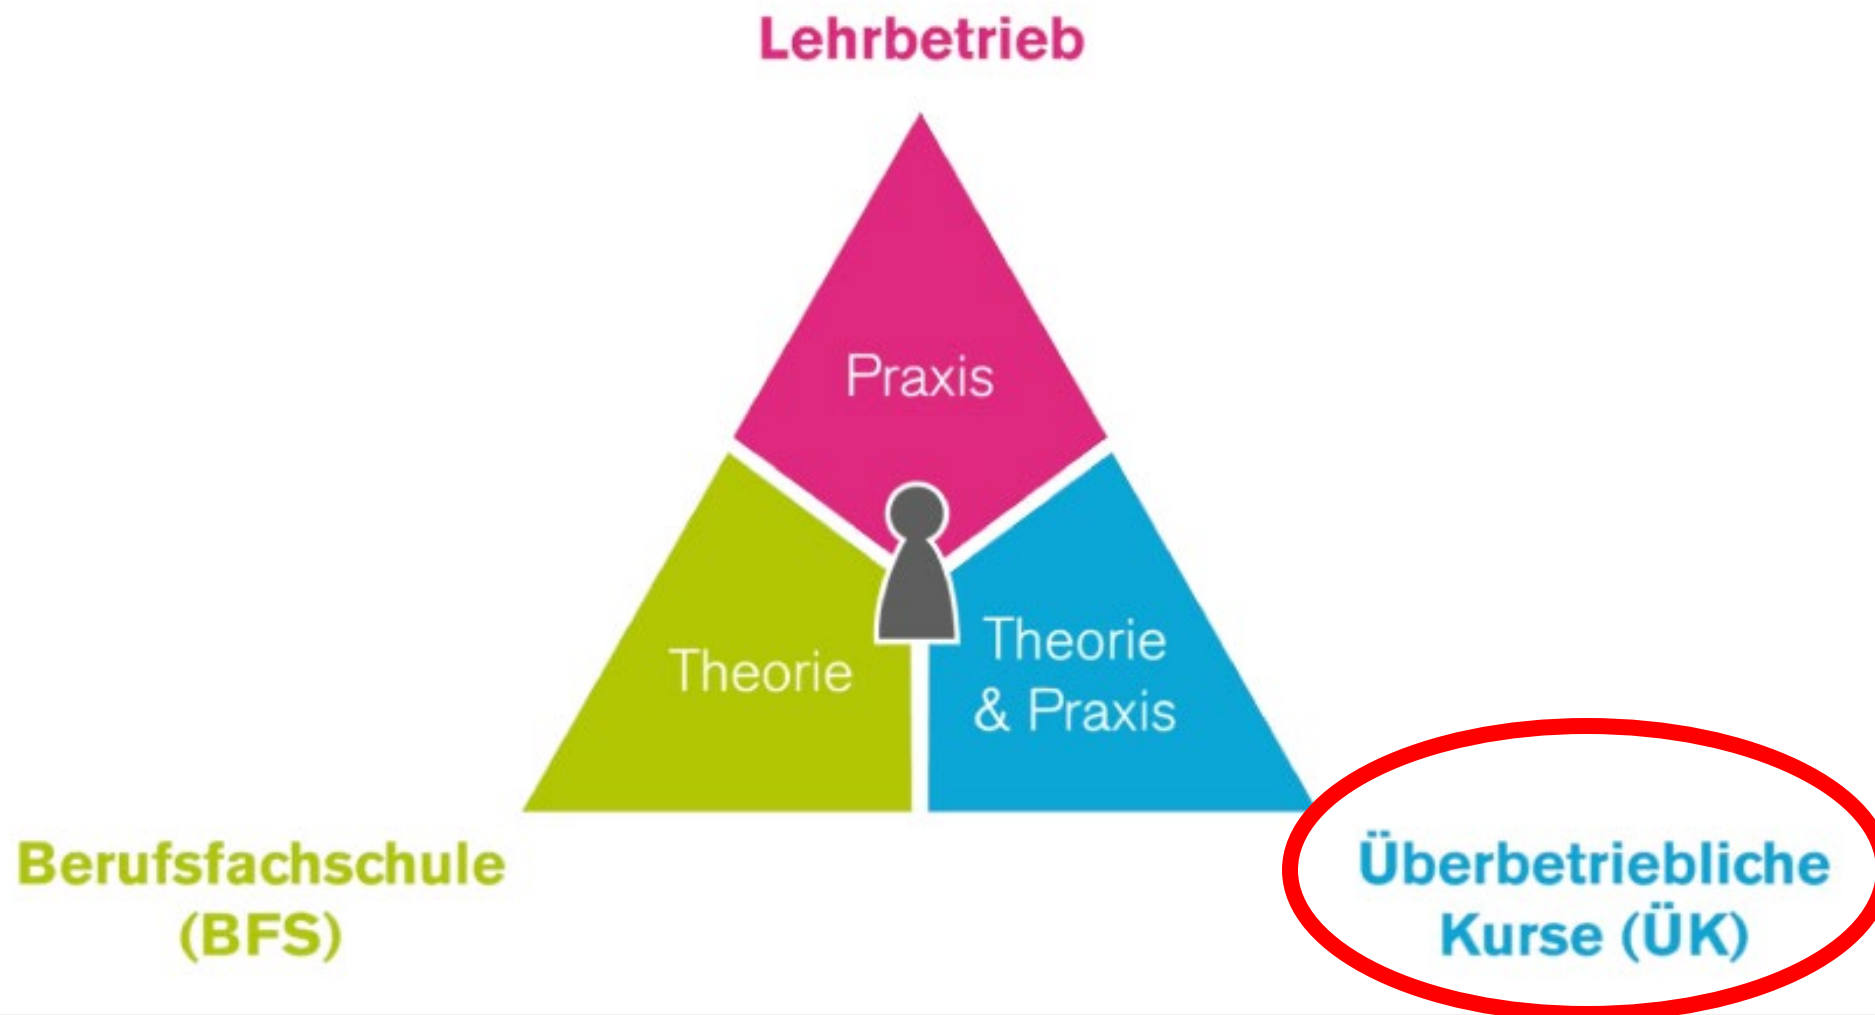 Lehrbetrieb
Praxis
Theorie
Theorie
& Praxis
Berufsfachschule
(BFS)
Überbetriebliche
Kurse (ÜK)